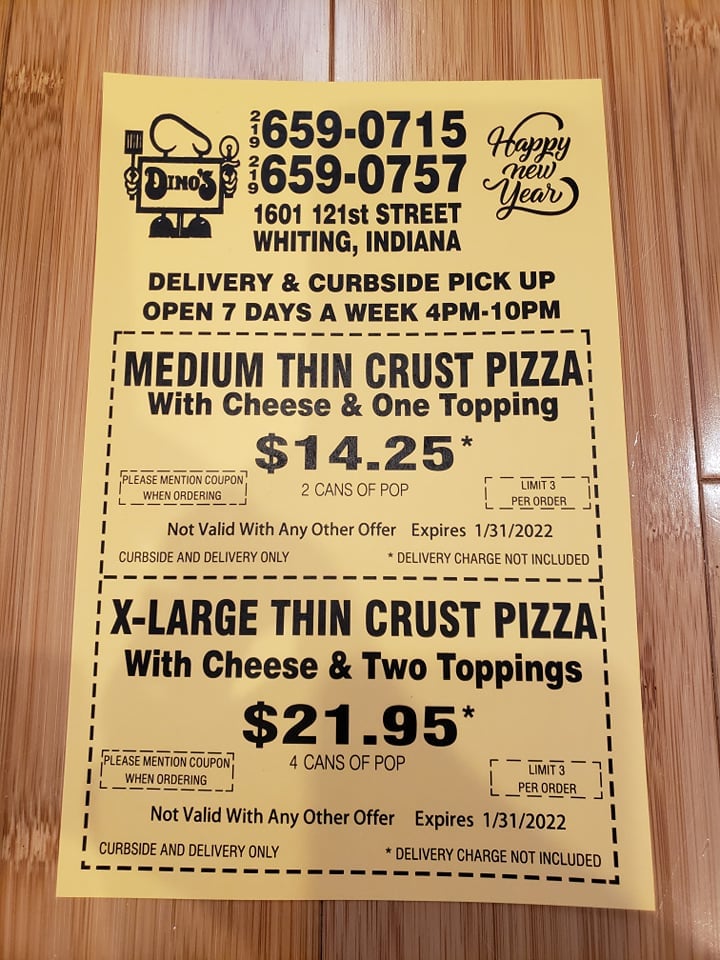 DINO'S
219 659-0715
219 659-0757
1601 121st STREET
WHITING, INDIANA
Happy
new
Year
DELIVERY & CURBSIDE PICK UP
OPEN 7 DAYS A WEEK 4PM-10PM
MEDIUM THIN CRUST PIZZA
With Cheese & One Topping
$14.25*
PLEASE MENTION COUPON
WHEN ORDERING
2 CANS OF POP
LIMIT 3
PER ORDER
Not Valid With Any Other Offer Expires 1/31/2022
CURBSIDE AND DELIVERY ONLY
* DELIVERY CHARGE NOT INCLUDED
X-LARGE THIN CRUST PIZZA
With Cheese & Two Toppings
$21.95*
PLEASE MENTION COUPON
WHEN ORDERING
4 CANS OF POP
LIMIT 3
PER ORDER
Not Valid With Any Other Offer Expires 1/31/2022
CURBSIDE AND DELIVERY ONLY
* DELIVERY CHARGE NOT INCLUDED